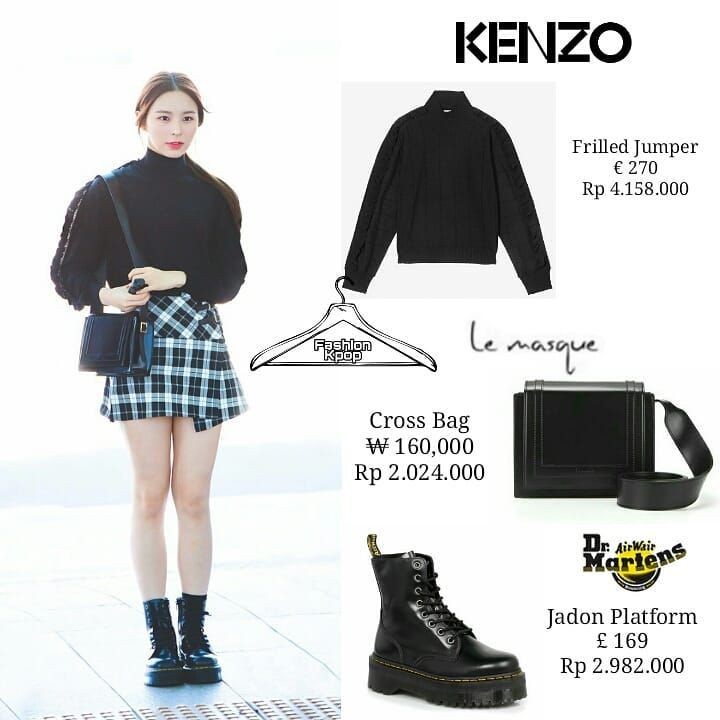 KENZO
Frilled Jumper
€ 270
Rp 4.158.000
Fashion
Kpop
Le masque
Cross Bag
₩ 160,000
Rp 2.024.000
Dr.
AirWair
Martens
Jadon Platform
£ 169
Rp 2.982.000